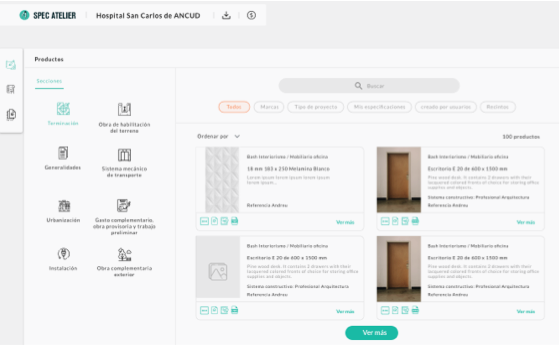 SPEC ATELIER
Hospital San Carlos de ANCUD
Productos
Secciones
Terminación
Obra de habilitación
del terreno
Generalidades
Sistema mecánico
de transporte
Urbanización
Gasto complementario,
obra provisoria y trabajo
preliminar
Instalación
Obra complementaria
exterior
Buscar
Todos
Marcas
Tipo de proyecto
Mis especificaciones
creado por usuarios
Recintos
Ordenar por
500 productos
Bash Interiorismo / Mobiliario oficina
18 mm 183 x 250 Melamina Blanco
Lorem ipsum lorem ipsum lorem ipsum
lorem ipsum...
Referencia Andreu
Ver más
Bash Interiorismo / Mobiliario oficina
Escritorio E 20 de 600 x 1500 mm
Pine wood desk. It contains 2 drawers with their
lacquered colored fronts of choice for storing office
supplies and objects.
Sistema constructivo: Profesional Arquitectura
Referencia Andreu
Ver más
Bash Interiorismo / Mobiliario oficina
Escritorio E 20 de 600 x 1500 mm
Pine wood desk. It contains 2 drawers with their
lacquered colored fronts of choice for storing office
supplies and objects.
Sistema constructivo: Profesional Arquitectura
Referencia Andreu
Ver más
Bash Interiorismo / Mobiliario oficina
Escritorio E 20 de 600 x 1500 mm
Pine wood desk. It contains 2 drawers with their
lacquered colored fronts of choice for storing office
supplies and objects.
Sistema constructivo: Profesional Arquitectura
Referencia Andreu
Ver más
Ver más